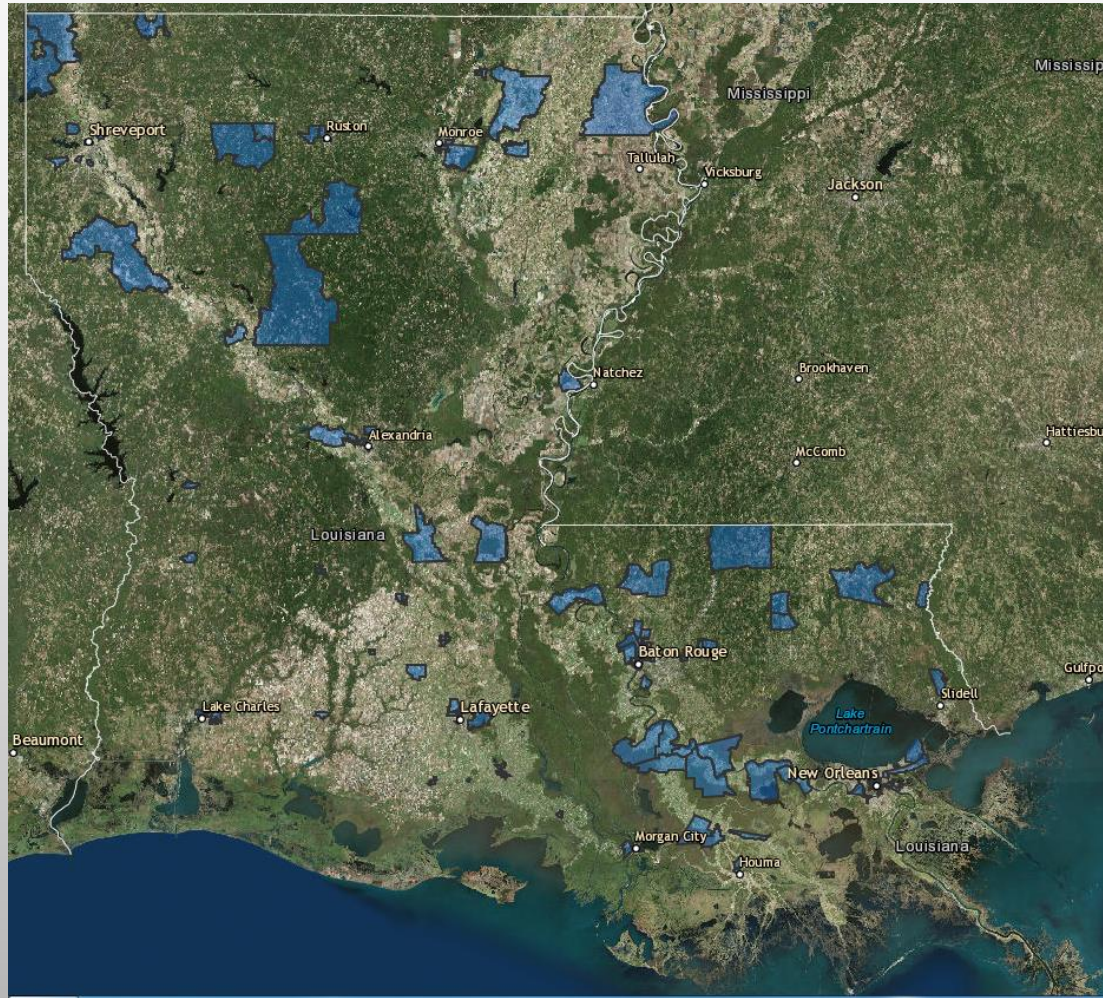 Mississip
Mississippi
Shreveport
Ruston
Monroe
Tallulah
Vicksburg
Jackson
Natchez
Brookhaven
Alexandria
Hattiesbu
McComb
Louisiana
Baton Rouge
Gulfpo
Slidell
Lake Charles
Lafayette
Lake
Pontchartrain
Beaumont
New Orleans
Morgan City
Louisiana
Houma